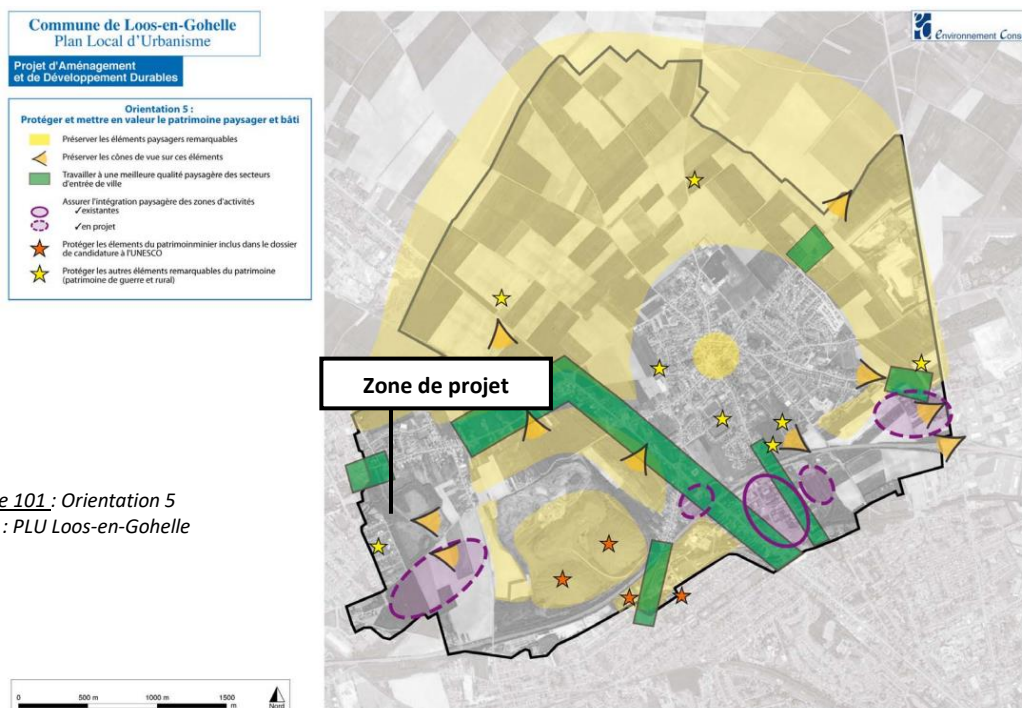 Commune de Loos-en-Gohelle
Plan Local d'Urbanisme
Projet d'Aménagement
et de Développement Durables
Environnement Cons
Orientation 5 :
Protéger et mettre en valeur le patrimoine paysager et bâti
Préserver les éléments paysagers remarquables
Préserver les cônes de vue sur ces éléments
Travailler à une meilleure qualité paysagère des secteurs
d'entrée de ville
Assurer l'intégration paysagère des zones d'activités
✓existantes
✓en projet
Protéger les élements du patrimoinminier inclus dans le dossier
de candidature à l'UNESCO
Protéger les autres éléments remarquables du patrimoine
(patrimoine de guerre et rural)
Zone de projet
e 101 : Orientation 5
: PLU Loos-en-Gohelle
0 500 m 1000 m 1500
m
Nord